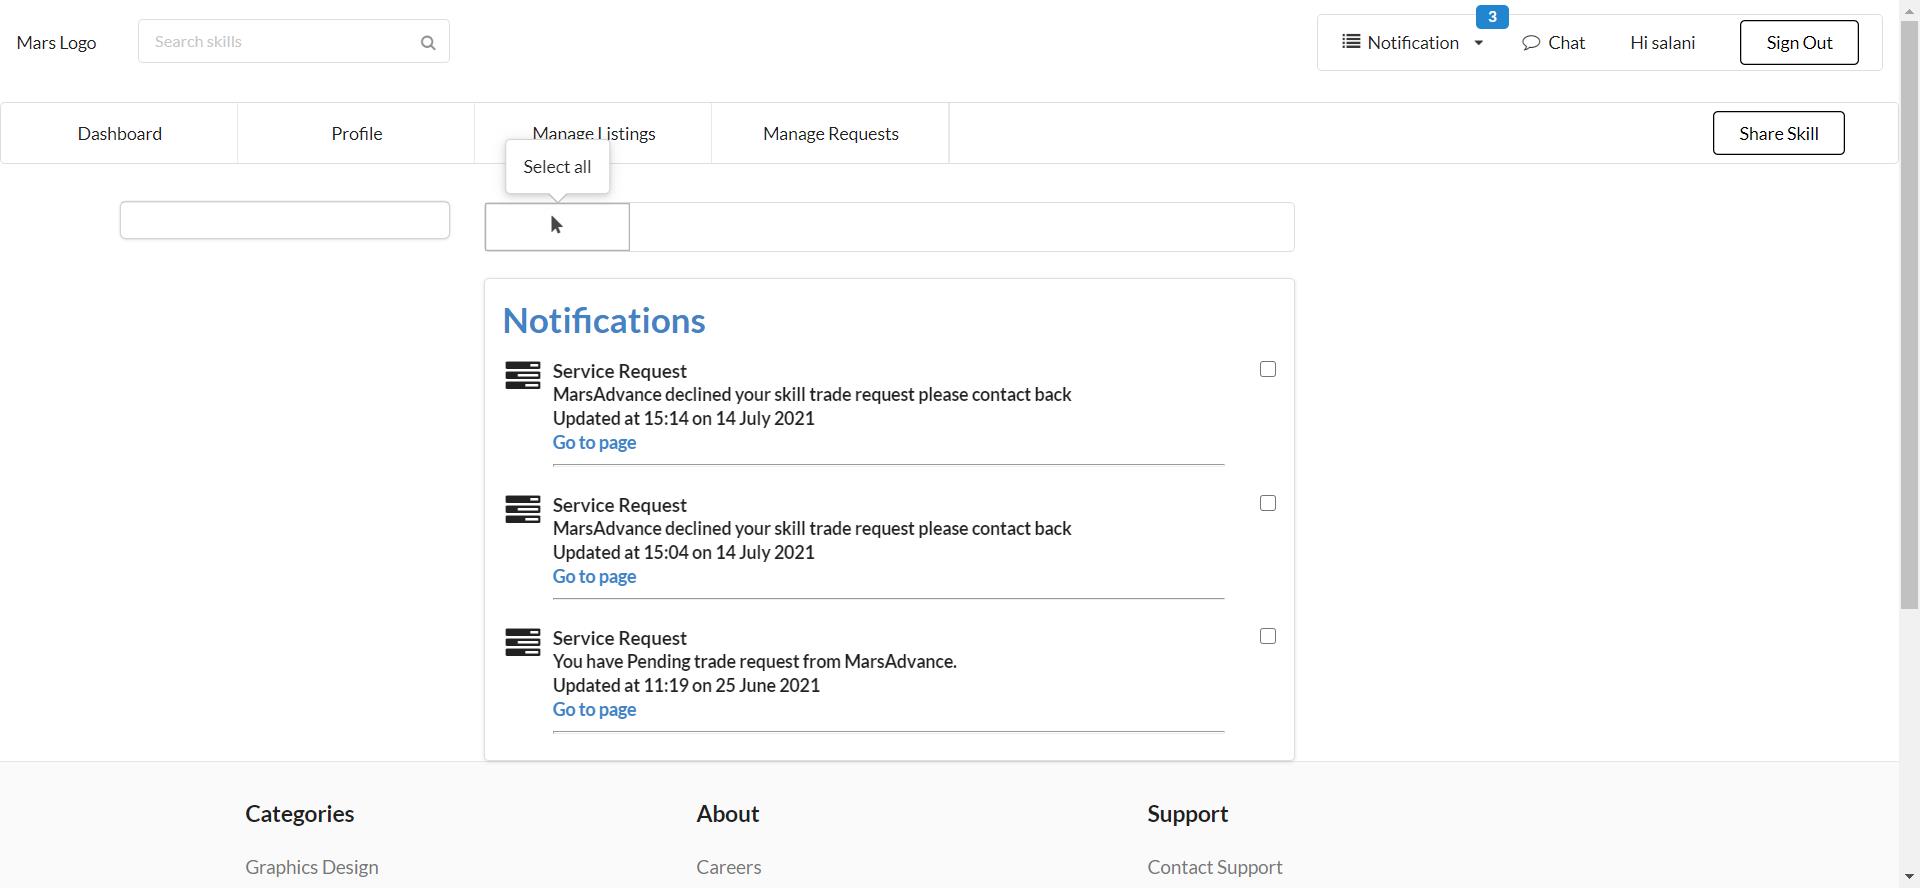 Mars Logo
Search skills
3
Notification
Chat
Hi salani
Sign Out
Dashboard
Profile
Manage Listings
Manage Requests
Share Skill
Select all
Notifications
Service Request
MarsAdvance declined your skill trade request please contact back
Updated at 15:14 on 14 July 2021
Go to page
Service Request
MarsAdvance declined your skill trade request please contact back
Updated at 15:04 on 14 July 2021
Go to page
Service Request
You have Pending trade request from MarsAdvance.
Updated at 11:19 on 25 June 2021
Go to page
Categories
About
Support
Graphics Design
Careers
Contact Support